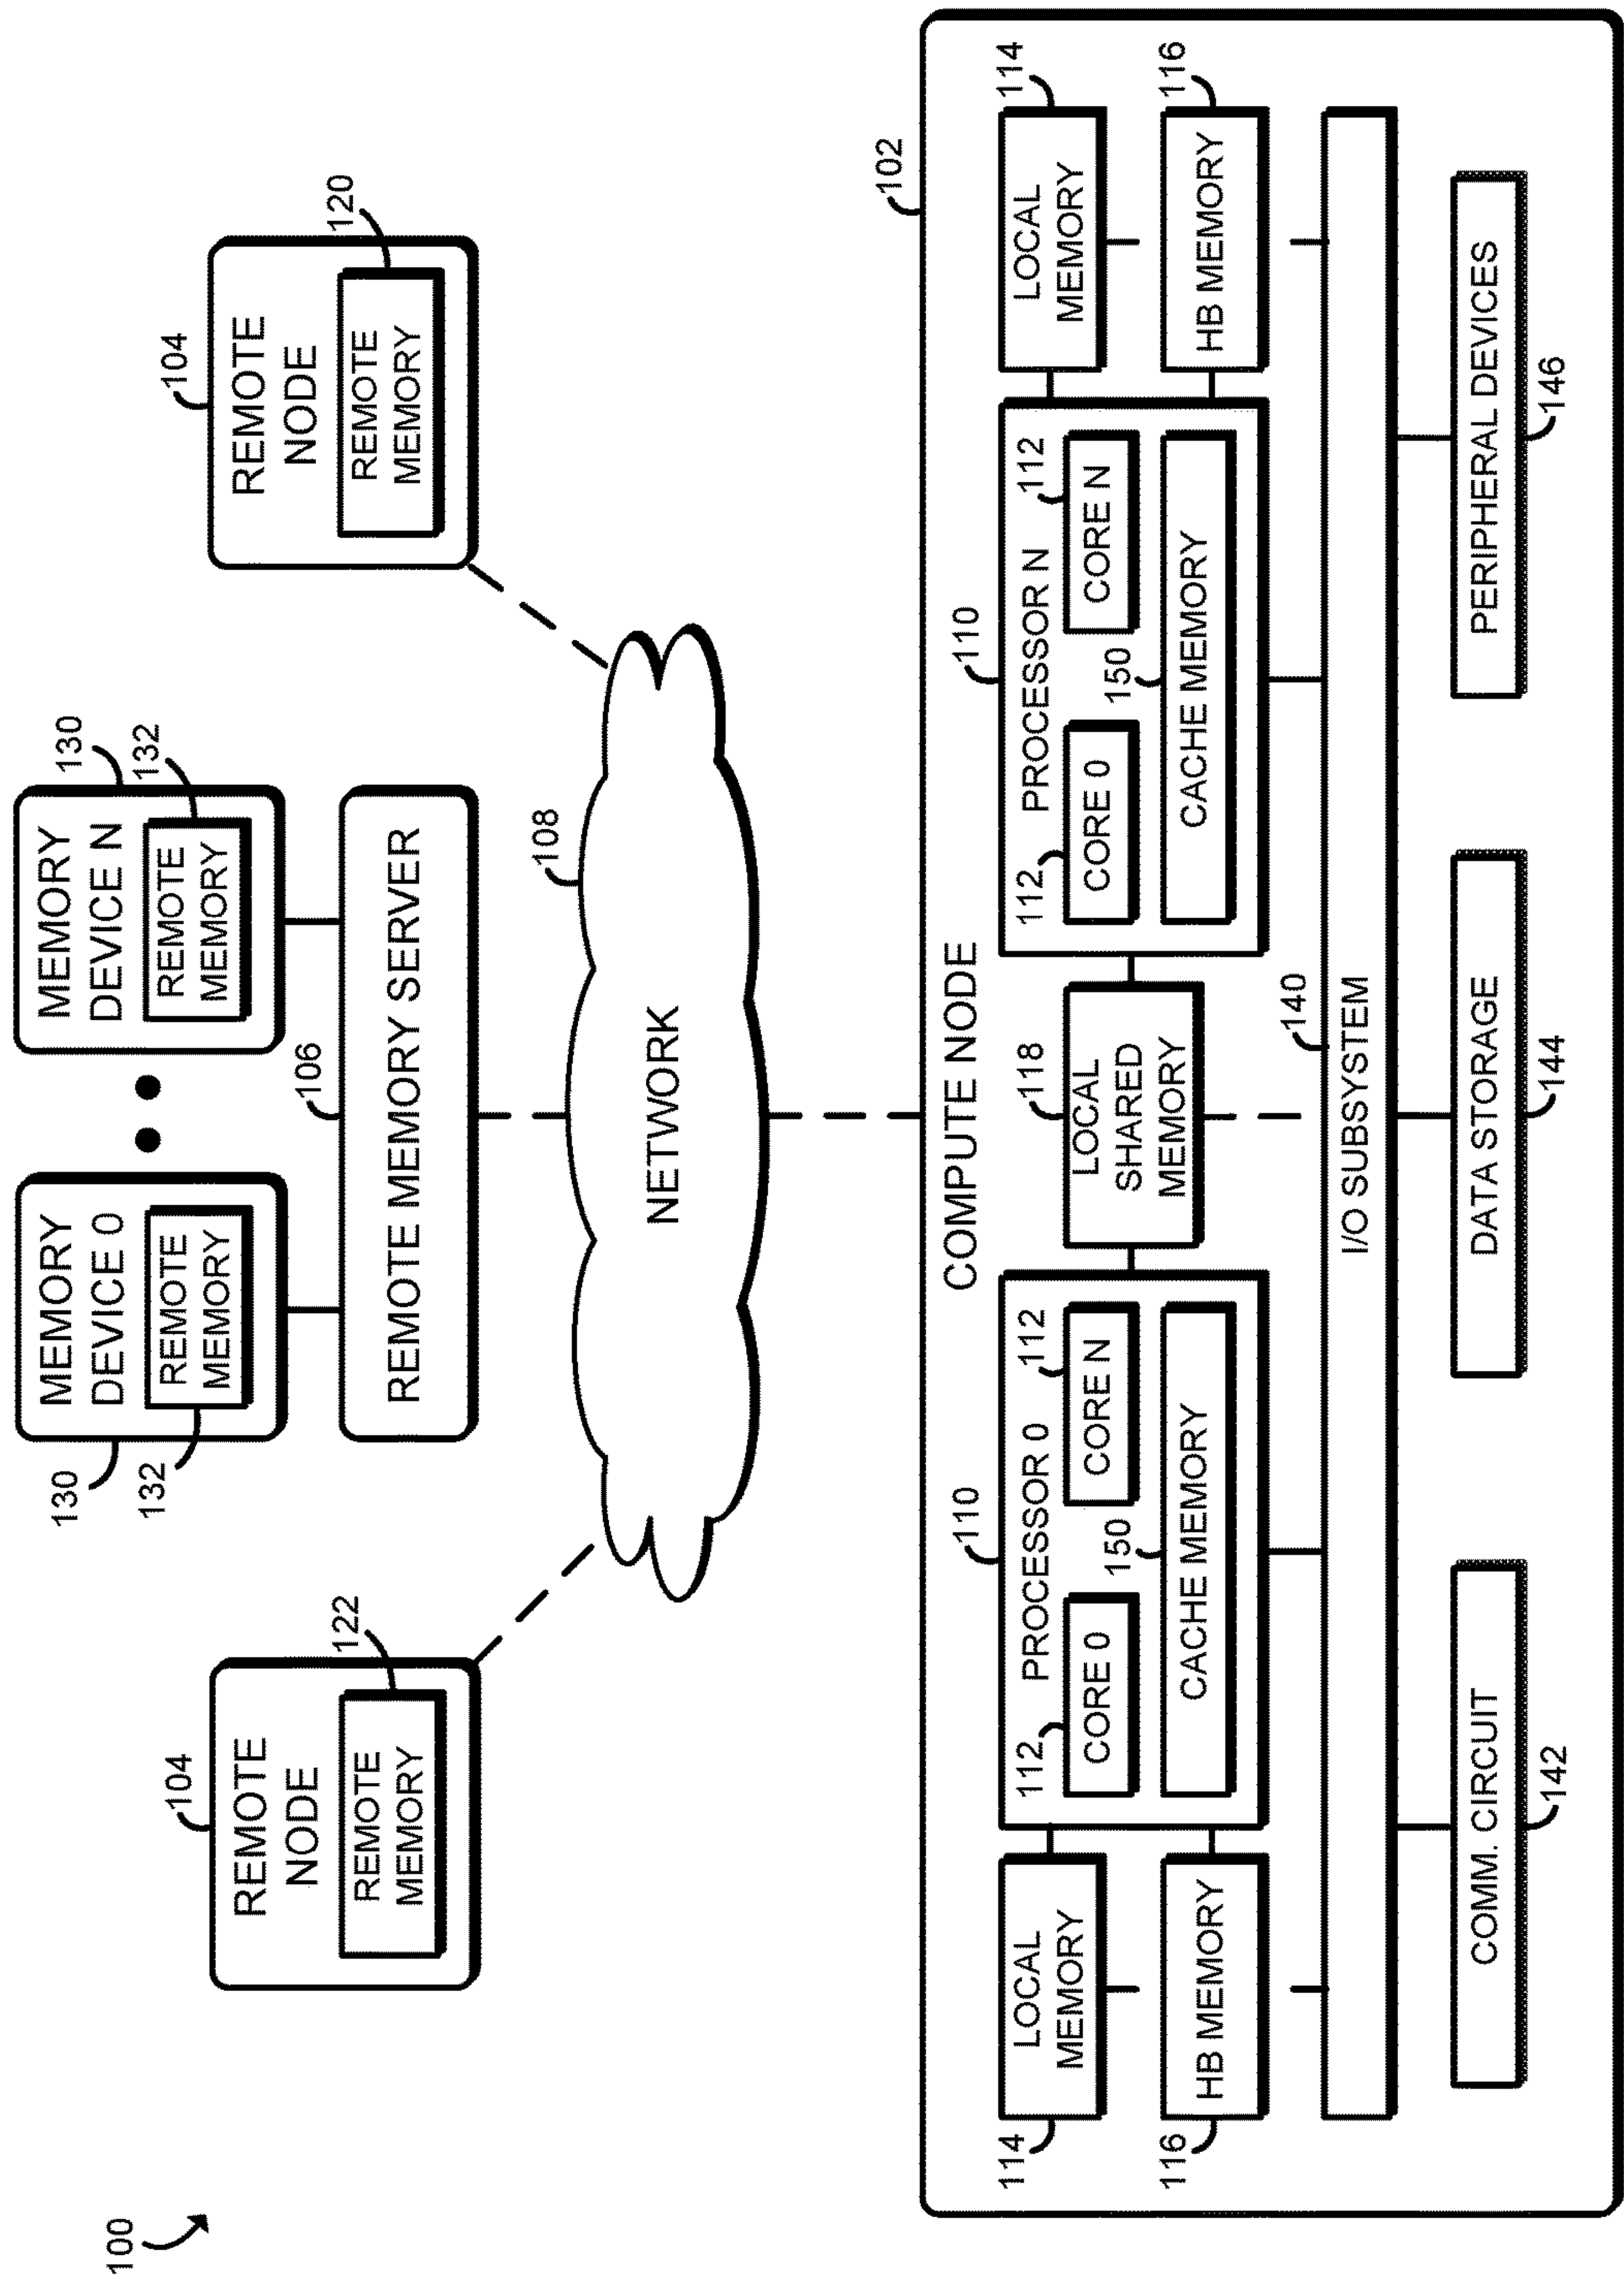 100
104
REMOTE
NODE
122
REMOTE
MEMORY
130
MEMORY
DEVICE 0
132
REMOTE
MEMORY
130
MEMORY
DEVICE N
132
REMOTE
MEMORY
106
REMOTE MEMORY SERVER
104
REMOTE
NODE
120
REMOTE
MEMORY
108
NETWORK
102
COMPUTE NODE
114
LOCAL
MEMORY
116
HB MEMORY
110
PROCESSOR 0
112
CORE 0
112
CORE N
150
CACHE MEMORY
118
LOCAL
SHARED
MEMORY
110
PROCESSOR N
112
CORE 0
112
CORE N
150
CACHE MEMORY
114
LOCAL
MEMORY
116
HB MEMORY
140
I/O SUBSYSTEM
COMM. CIRCUIT
142
DATA STORAGE
144
PERIPHERAL DEVICES
146